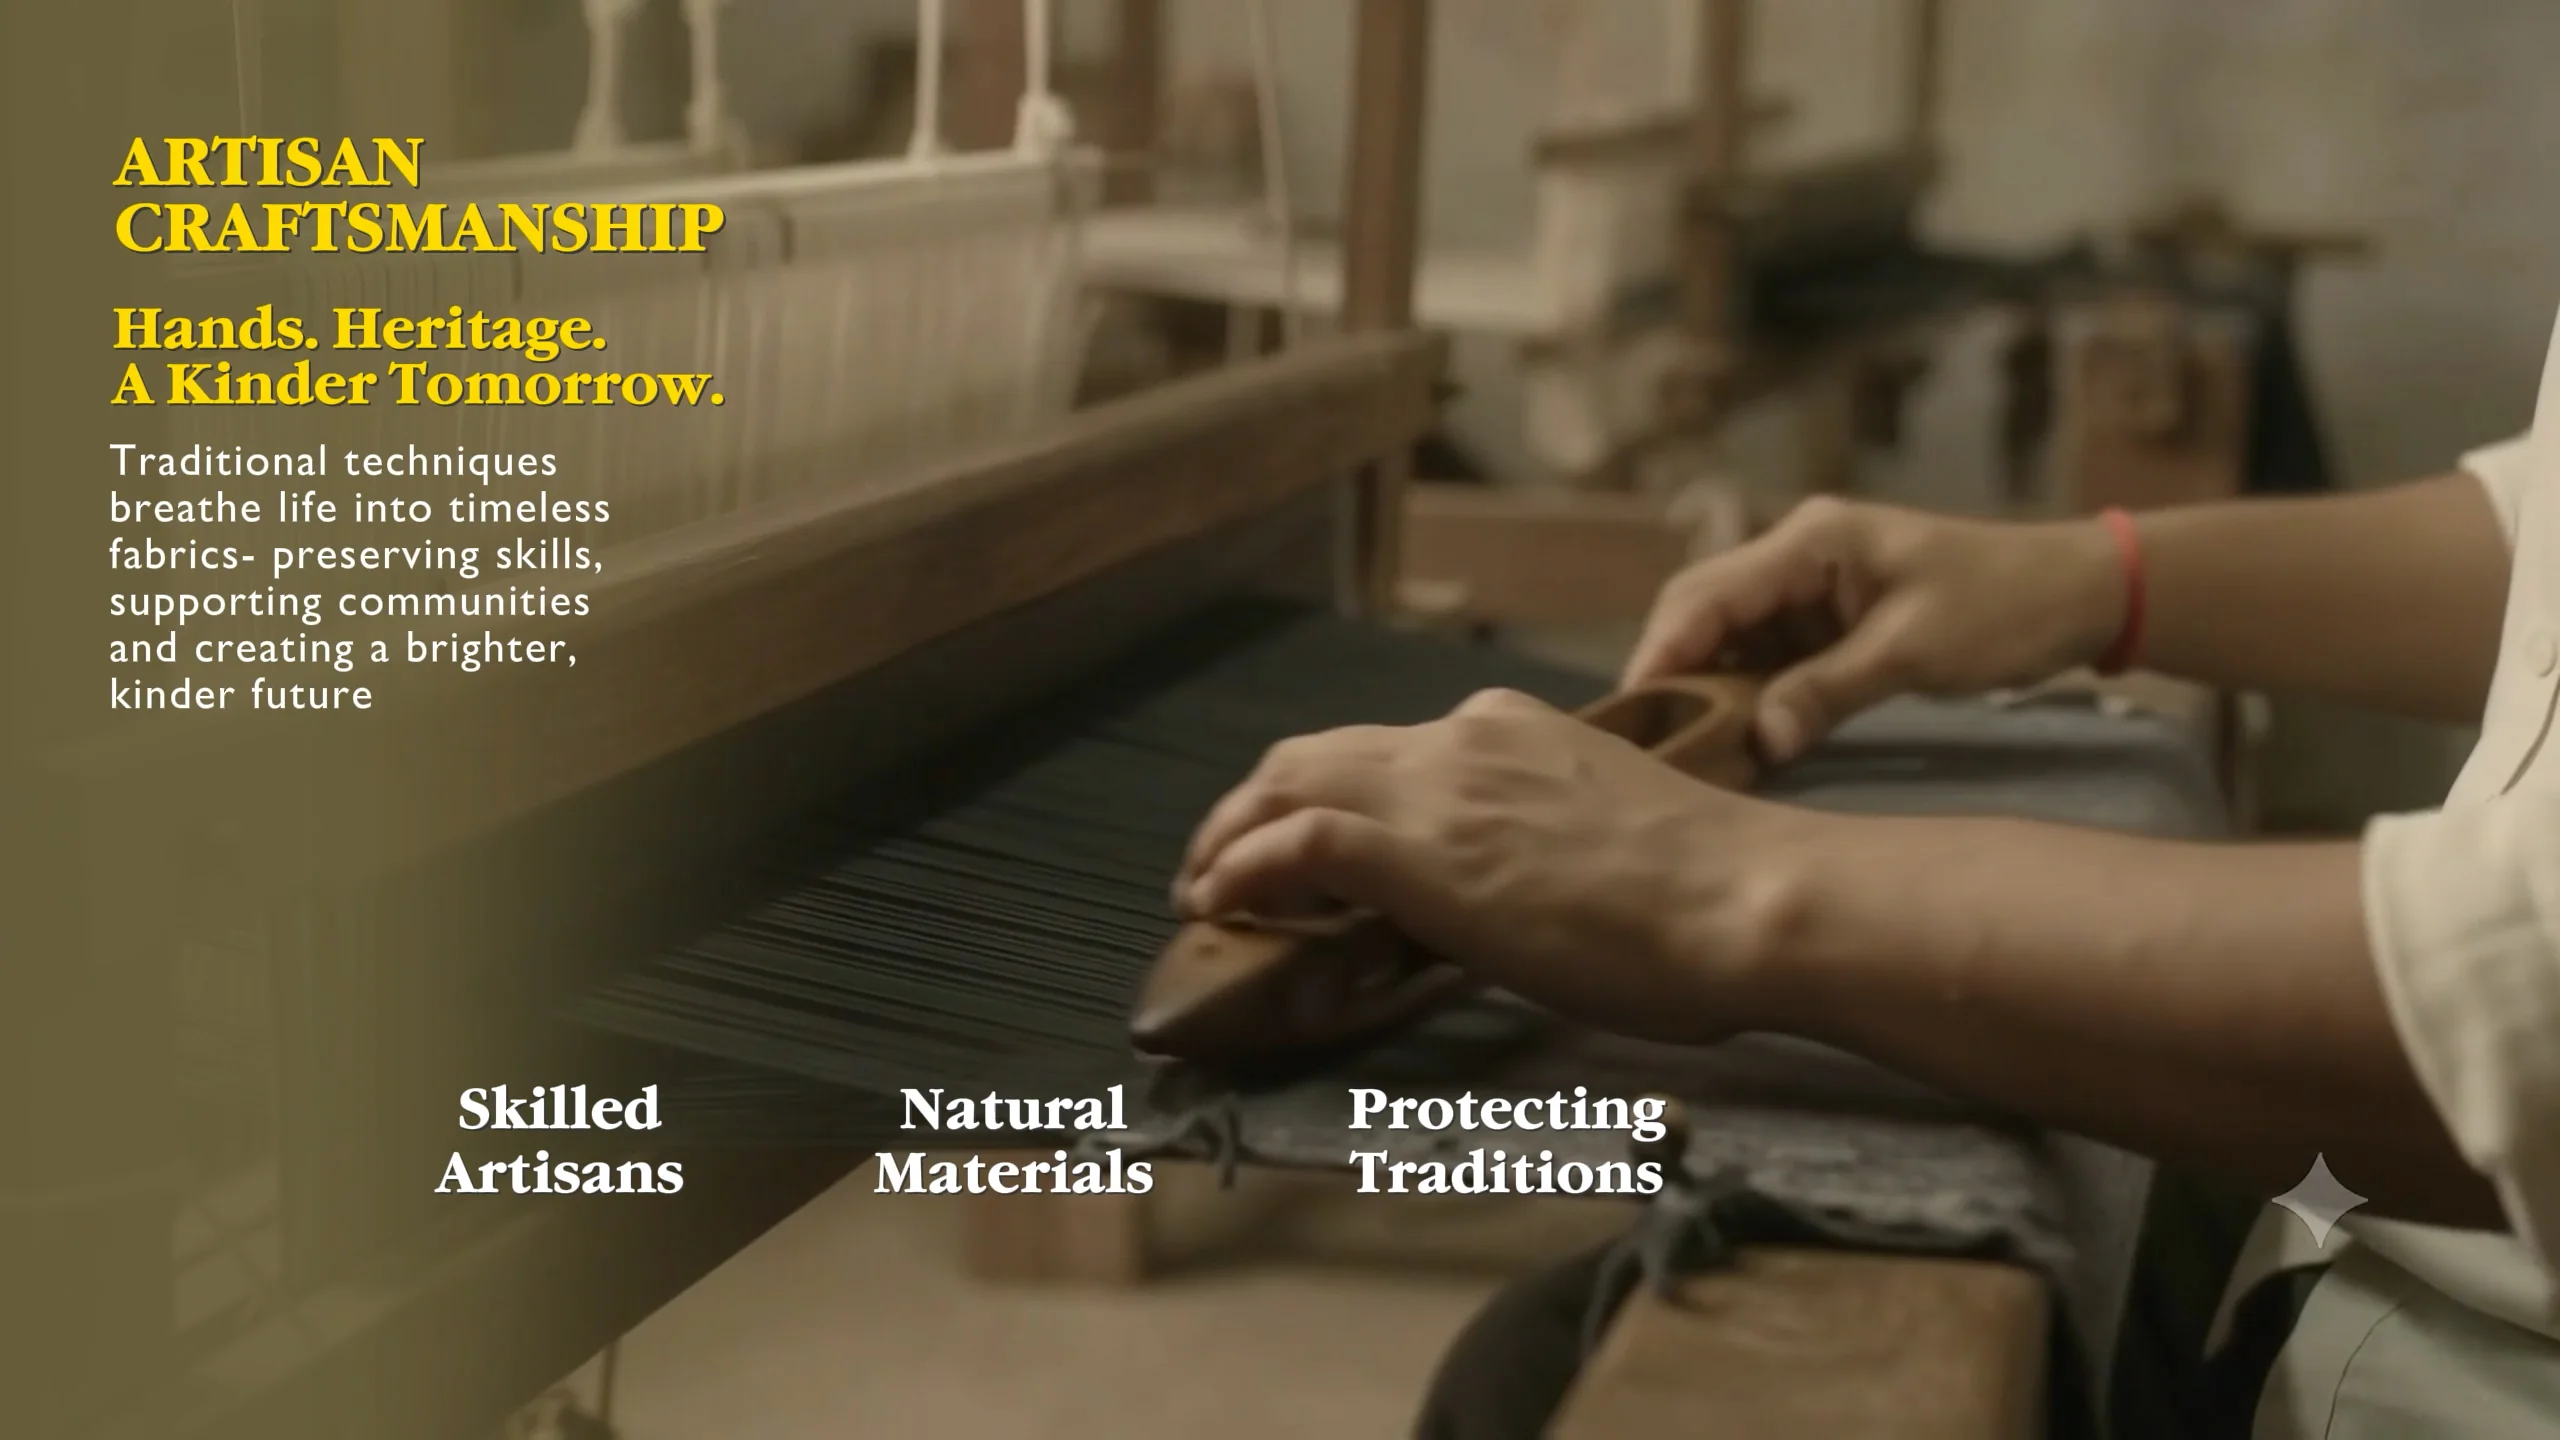 ARTISAN
CRAFTSMANSHIP
Hands. Heritage.
A Kinder Tomorrow.
Traditional techniques
breathe life into timeless
fabrics- preserving skills,
supporting communities
and creating a brighter,
kinder future
Skilled
Artisans
Natural
Materials
Protecting
Traditions